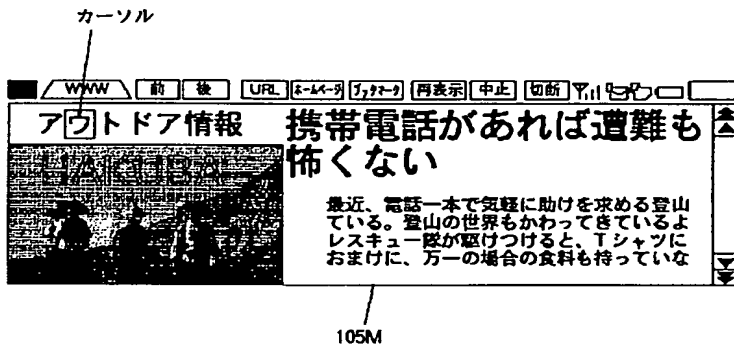 カーソル
WWW 前 後 URL ホームページ ブックマーク 再表示 中止 切断
アウトドア情報
携帯電話があれば遭難も
怖くない
HAKUBA
最近、電話一本で気軽に助けを求める登山
ている。登山の世界もかわってきているよ
レスキュー隊が駆けつけると、Tシャツに
おまけに、万一の場合の食料も持っていな
105M